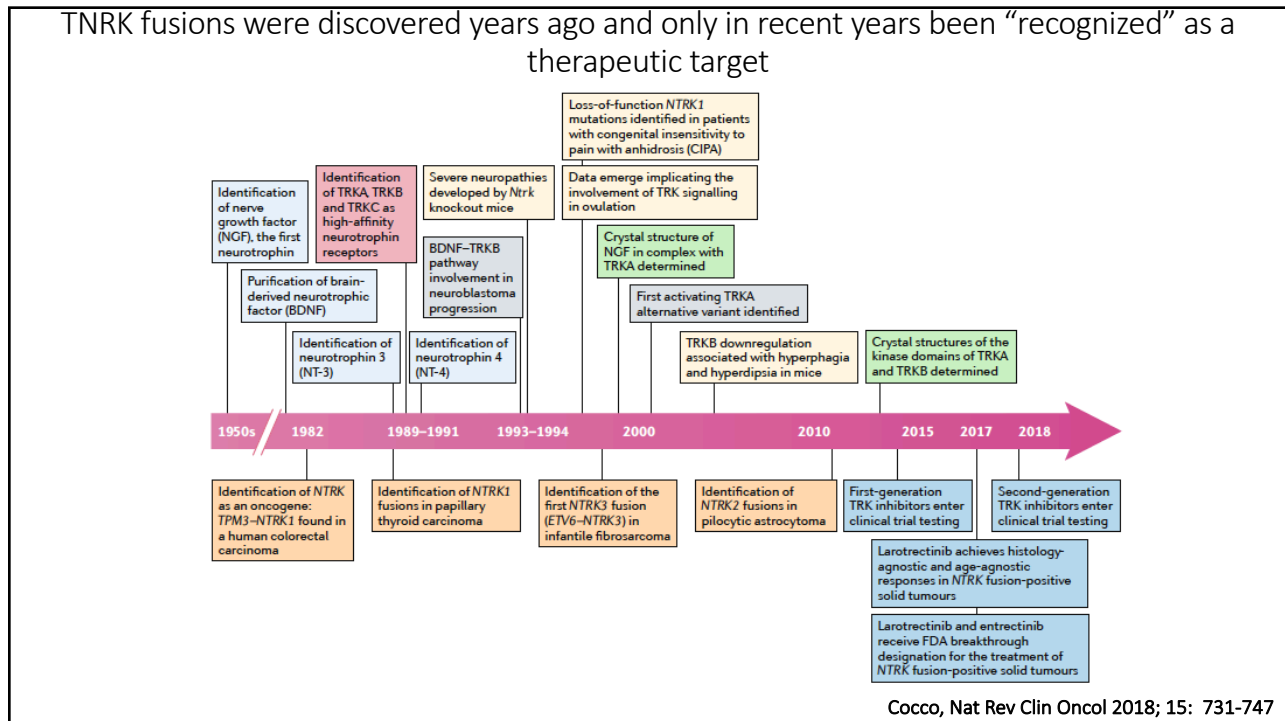 TNRK fusions were discovered years ago and only in recent years been “recognized” as a
therapeutic target
Loss-of-function NTRK1
mutations identified in patients
with congenital insensitivity to
pain with anhidrosis (CIPA)
Identification
of nerve
growth factor
(NGF), the first
neurotrophin
Identification
of TRKA, TRKB
and TRKC as
high-affinity
neurotrophin
receptors
Severe neuropathies
developed by Ntrk
knockout mice
Data emerge implicating the
involvement of TRK signalling
in ovulation
BDNF–TRKB
pathway
involvement in
neuroblastoma
progression
Crystal structure of
NGF in complex with
TRKA determined
Purification of brain-
derived neurotrophic
factor (BDNF)
First activating TRKA
alternative variant identified
Identification of
neurotrophin 3
(NT-3)
Identification of
neurotrophin 4
(NT-4)
TRKB downregulation
associated with hyperphagia
and hyperdipsia in mice
Crystal structures of the
kinase domains of TRKA
and TRKB determined
1950s 1982 1989–1991 1993–1994 2000 2010 2015 2017 2018
Identification of NTRK
as an oncogene:
TPM3–NTRK1 found in
a human colorectal
carcinoma
Identification of NTRK1
fusions in papillary
thyroid carcinoma
Identification of the
first NTRK3 fusion
(ETV6–NTRK3) in
infantile fibrosarcoma
Identification of
NTRK2 fusions in
pilocytic astrocytoma
First-generation
TRK inhibitors enter
clinical trial testing
Second-generation
TRK inhibitors enter
clinical trial testing
Larotrectinib achieves histology-
agnostic and age-agnostic
responses in NTRK fusion-positive
solid tumours
Larotrectinib and entrectinib
receive FDA breakthrough
designation for the treatment of
NTRK fusion-positive solid tumours
Cocco, Nat Rev Clin Oncol 2018; 15: 731-747